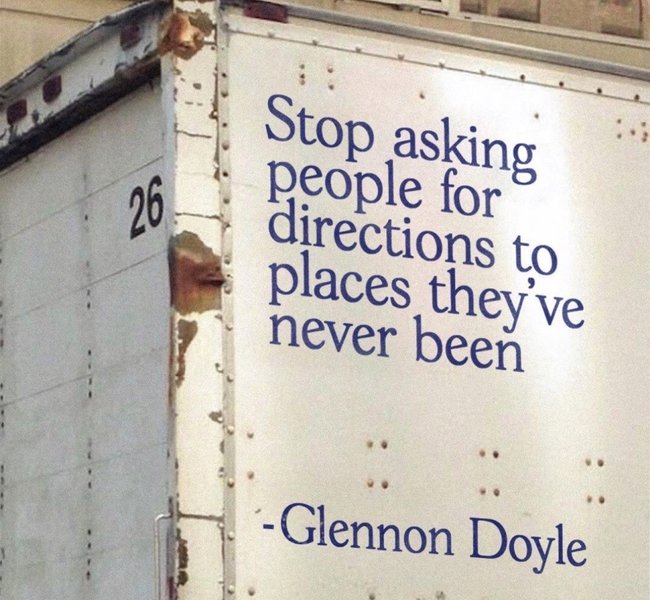 26
Stop asking
people for
directions to
places they've
never been
-Glennon Doyle